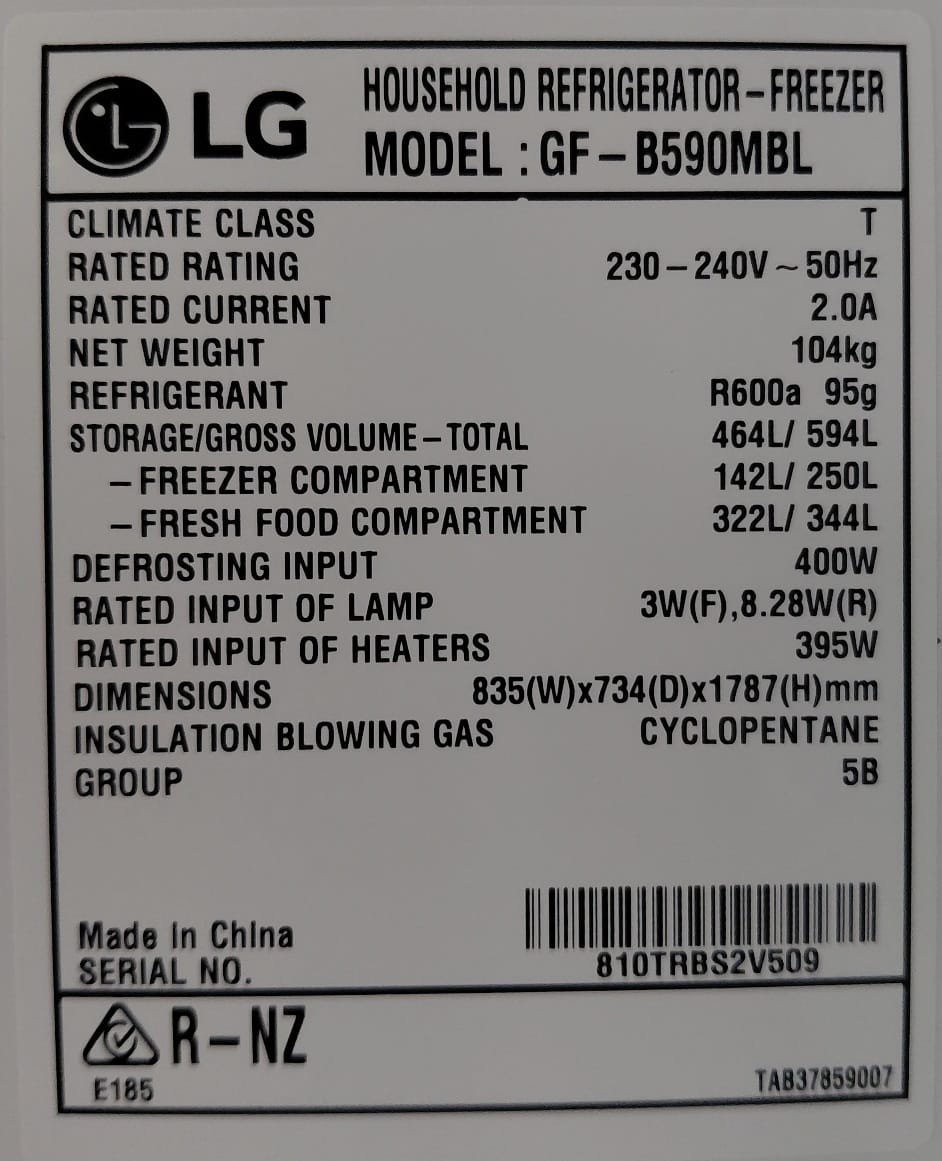 LG
HOUSEHOLD REFRIGERATOR–FREEZER
MODEL : GF–B590MBL
CLIMATE CLASS T
RATED RATING 230–240V~50Hz
RATED CURRENT 2.0A
NET WEIGHT 104kg
REFRIGERANT R600a 95g
STORAGE/GROSS VOLUME–TOTAL 464L/ 594L
–FREEZER COMPARTMENT 142L/ 250L
–FRESH FOOD COMPARTMENT 322L/ 344L
DEFROSTING INPUT 400W
RATED INPUT OF LAMP 3W(F),8.28W(R)
RATED INPUT OF HEATERS 395W
DIMENSIONS 835(W)x734(D)x1787(H)mm
INSULATION BLOWING GAS CYCLOPENTANE
GROUP 5B
Made in China
SERIAL NO. 810TRBS2V509
R–NZ
E185
TAB37859007